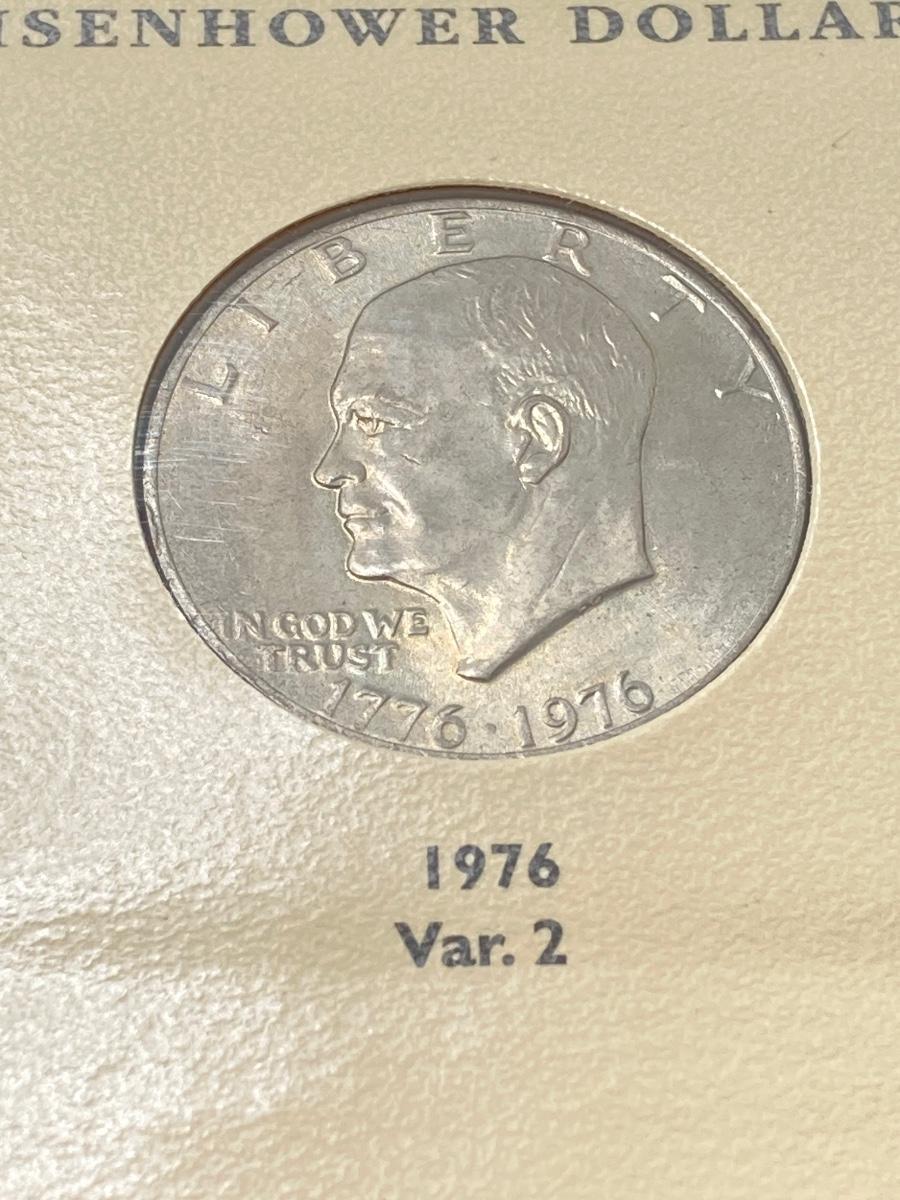 ISENHOWER DOLLAR
LIBERTY
IN GOD WE
TRUST
1776·1976
1976
Var. 2